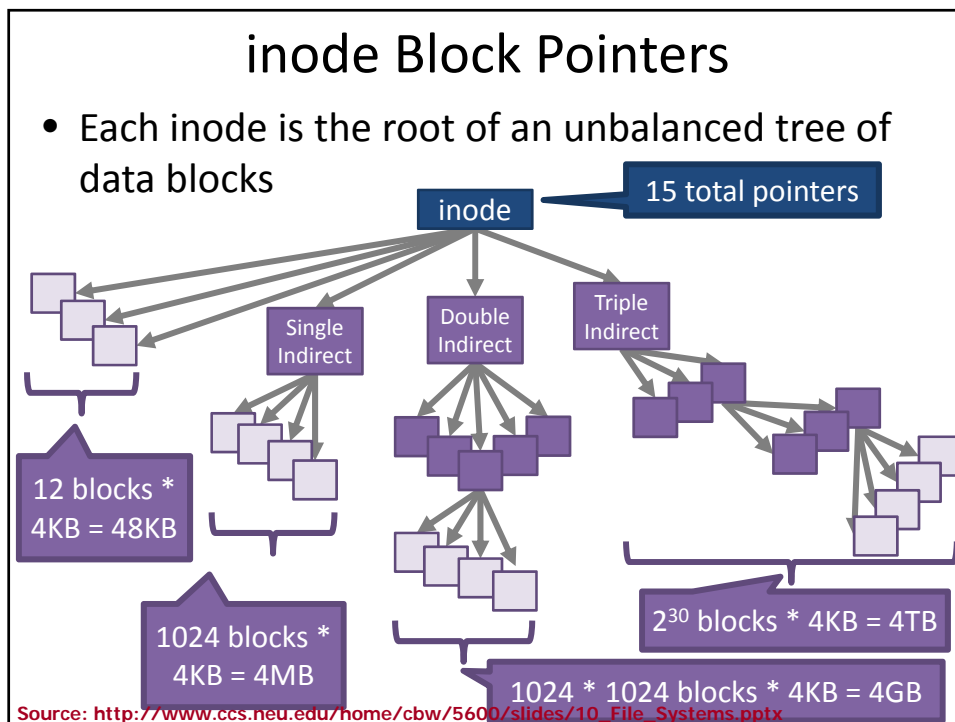 inode Block Pointers
• Each inode is the root of an unbalanced tree of
data blocks
15 total pointers
inode
Single
Indirect
Double
Indirect
Triple
Indirect
12 blocks *
4KB = 48KB
1024 blocks *
4KB = 4MB
2³⁰ blocks * 4KB = 4TB
1024 * 1024 blocks * 4KB = 4GB
Source: http://www.ccs.neu.edu/home/cbw/5600/slides/10_File_Systems.pptx